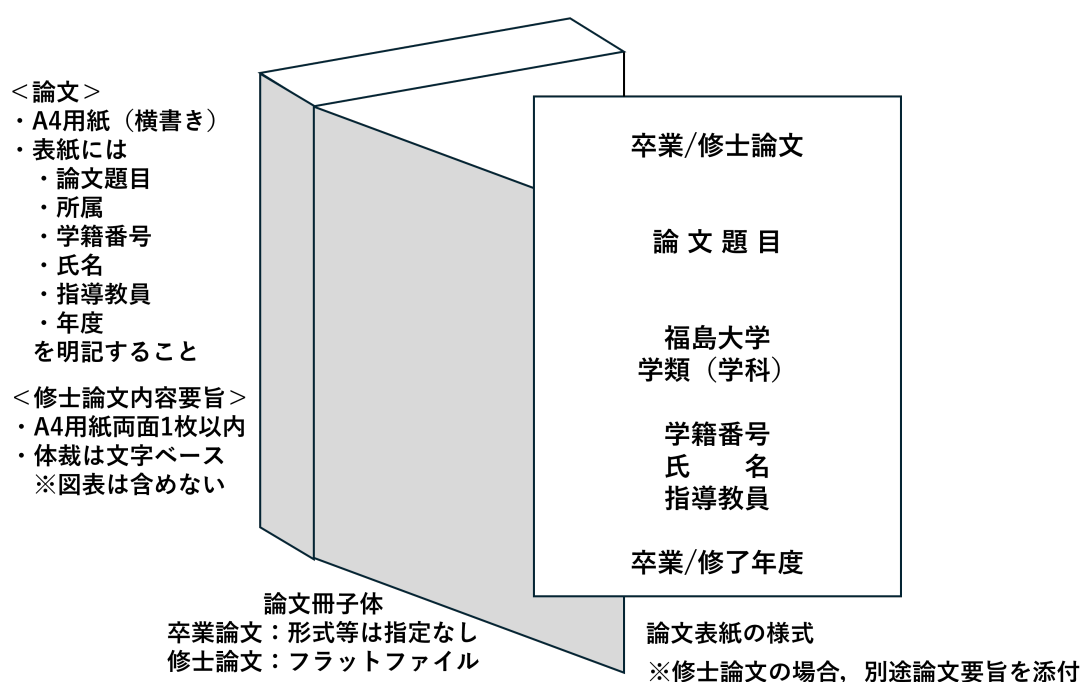 ＜論文＞
・A4用紙（横書き）
・表紙には
・論文題目
・所属
・学籍番号
・氏名
・指導教員
・年度
を明記すること
＜修士論文内容要旨＞
・A4用紙両面1枚以内
・体裁は文字ベース
※図表は含めない
論文冊子体
卒業論文：形式等は指定なし
修士論文：フラットファイル
卒業/修士論文
論 文 題 目
福島大学
学類（学科）
学籍番号
氏　　名
指導教員
卒業/修了年度
論文表紙の様式
※修士論文の場合，別途論文要旨を添付